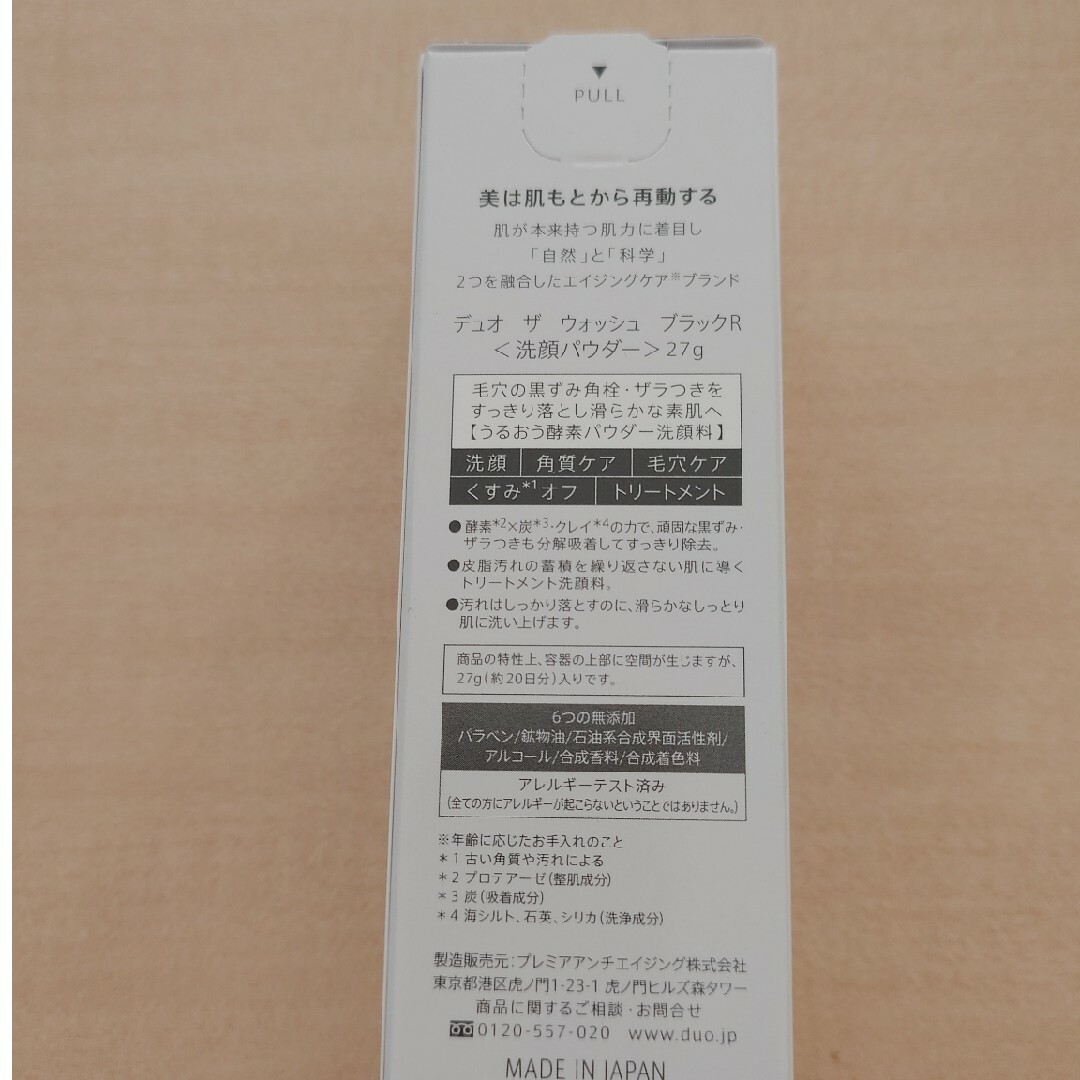 ▼
PULL
美は肌もとから再動する
肌が本来持つ肌力に着目し
「自然」と「科学」
2つを融合したエイジングケア※ブランド
デュオ ザ ウォッシュ ブラックR
＜洗顔パウダー＞27g
毛穴の黒ずみ角栓・ザラつきを
すっきり落とし滑らかな素肌へ
【うるおう酵素パウダー洗顔料】
洗顔 角質ケア 毛穴ケア
くすみ*1オフ トリートメント
●酵素*2×炭*3・クレイ*4の力で、頑固な黒ずみ・
ザラつきも分解吸着してすっきり除去。
●皮脂汚れの蓄積を繰り返さない肌に導く
トリートメント洗顔料。
●汚れはしっかり落とすのに、滑らかなしっとり
肌に洗い上げます。
商品の特性上、容器の上部に空間が生じますが、
27g(約20日分)入りです。
6つの無添加
パラベン/鉱物油/石油系合成界面活性剤/
アルコール/合成香料/合成着色料
アレルギーテスト済み
(全ての方にアレルギーが起こらないということではありません。)
※年齢に応じたお手入れのこと
*1 古い角質や汚れによる
*2 プロテアーゼ(整肌成分)
*3 炭(吸着成分)
*4 海シルト、石英、シリカ(洗浄成分)
製造販売元:プレミアアンチエイジング株式会社
東京都港区虎ノ門1-23-1 虎ノ門ヒルズ森タワー
商品に関するご相談・お問合せ
0120-557-020 www.duo.jp
MADE IN JAPAN